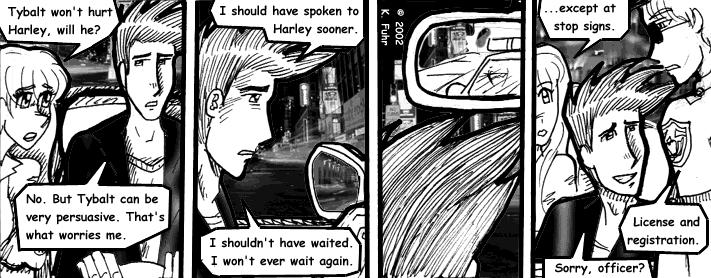 Tybalt won't hurt
Harley, will he?
No. But Tybalt can be
very persuasive. That's
what worries me.
I should have spoken to
Harley sooner.
I shouldn't have waited.
I won't ever wait again.
© 2002
K. Fuhr
...except at
stop signs.
License and
registration.
Sorry, officer?